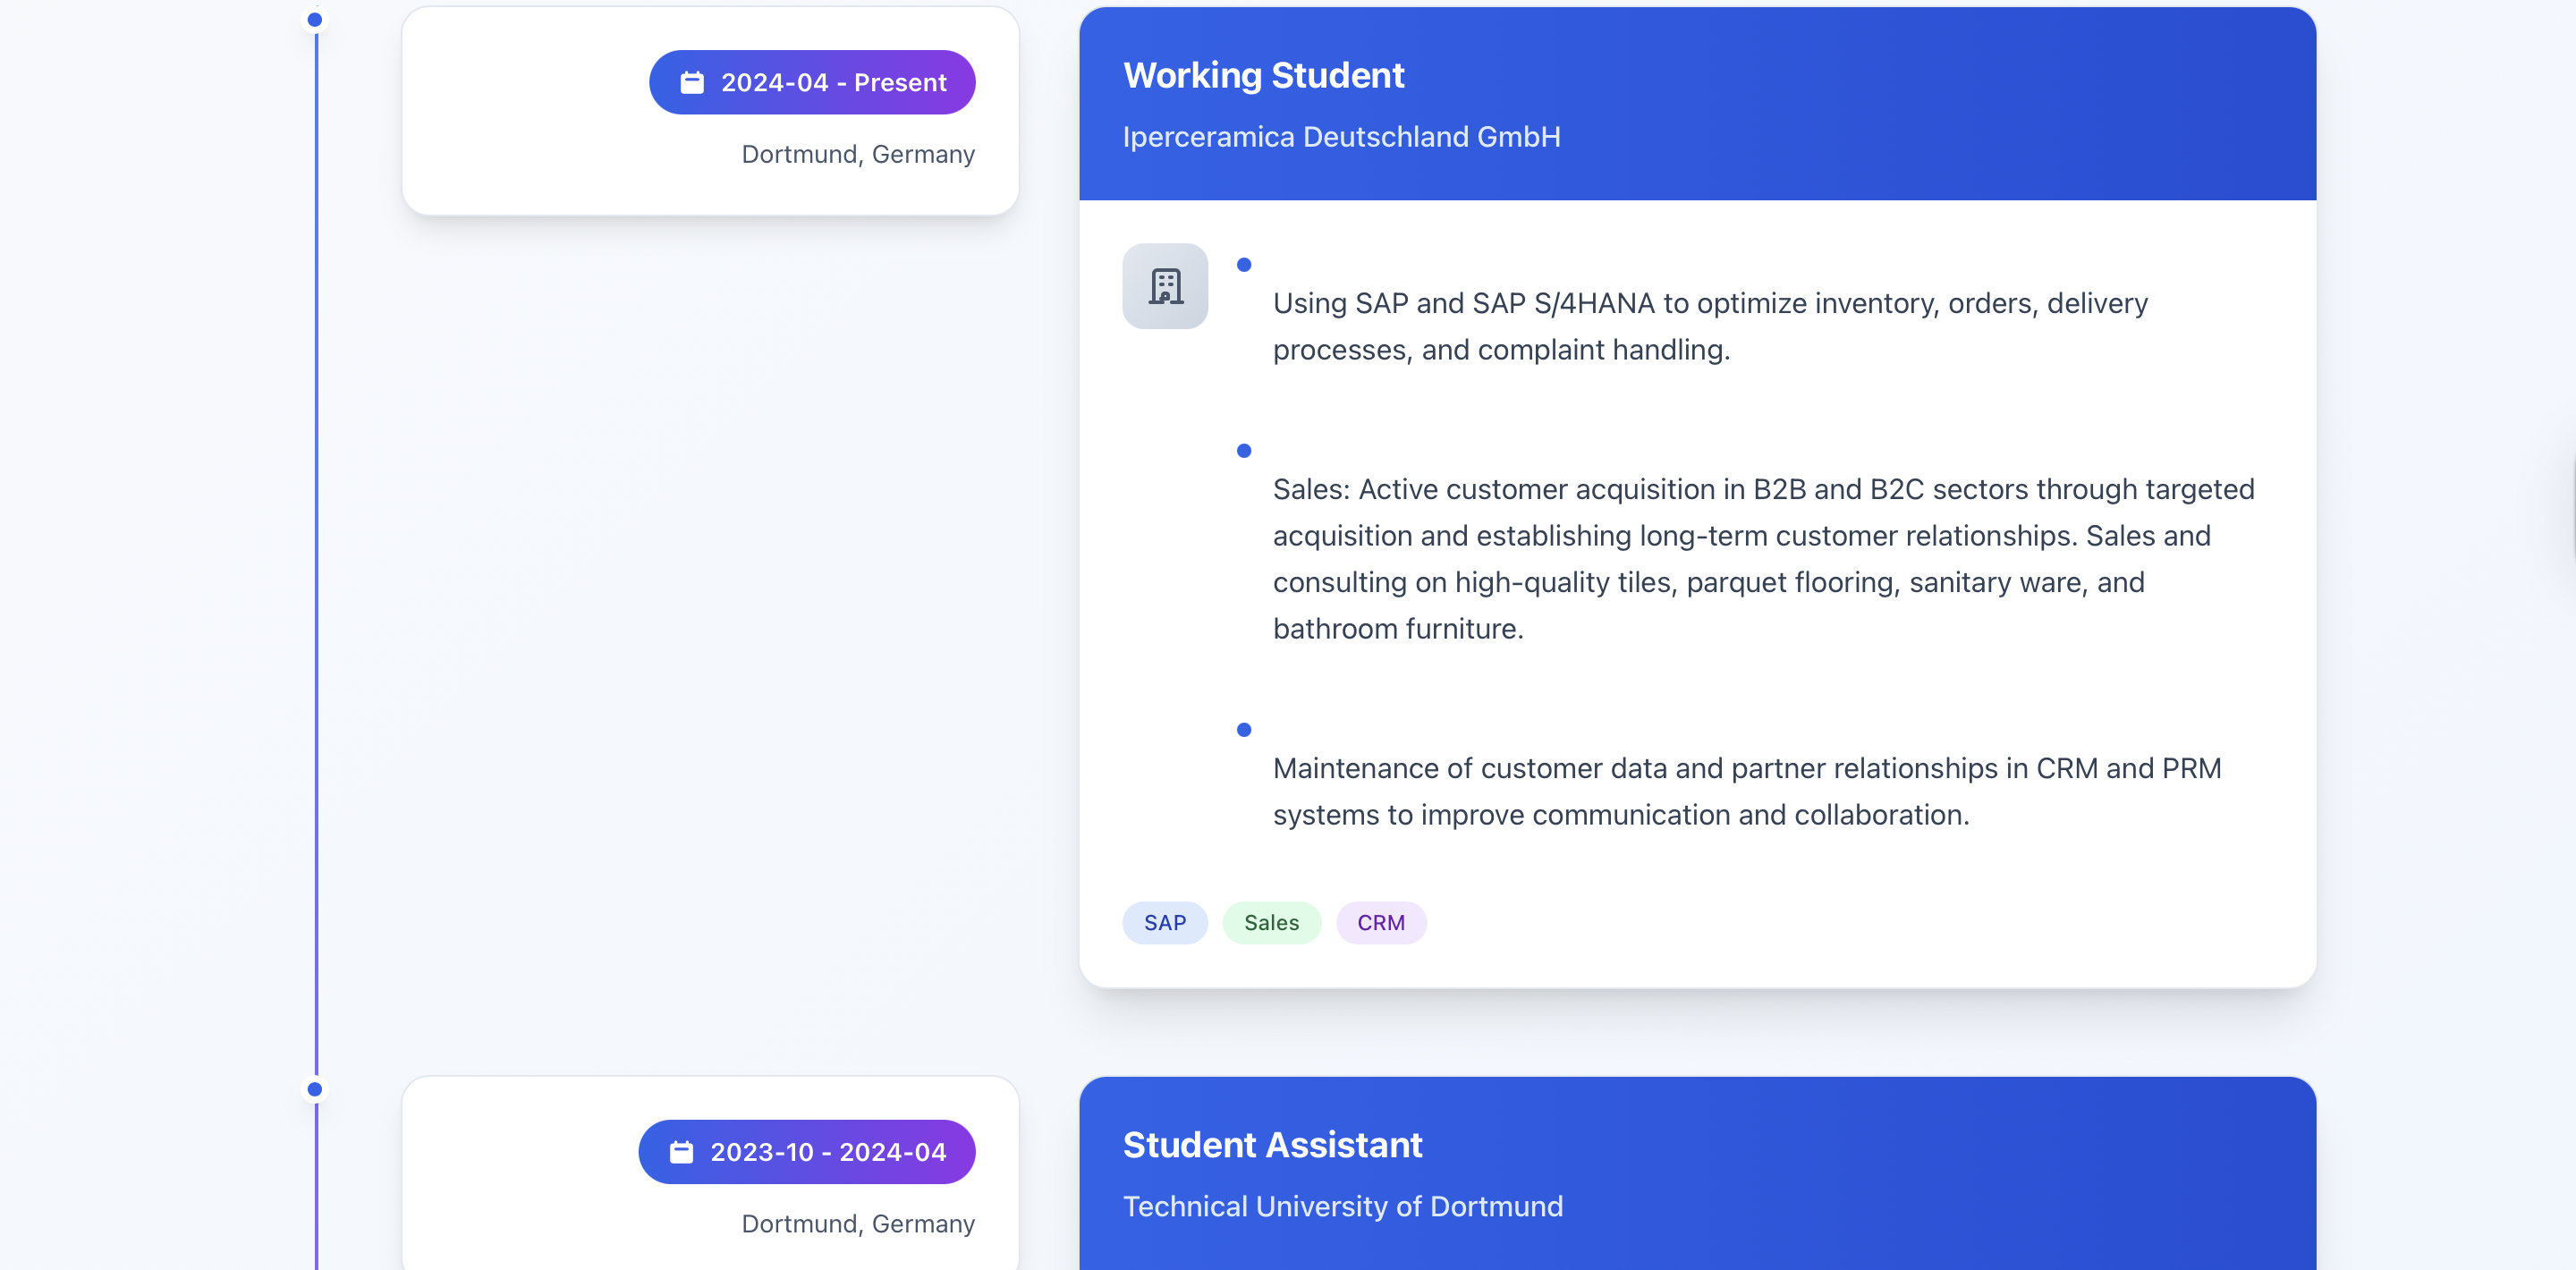 2024-04 - Present
Dortmund, Germany
Working Student
Iperceramica Deutschland GmbH
Using SAP and SAP S/4HANA to optimize inventory, orders, delivery
processes, and complaint handling.
Sales: Active customer acquisition in B2B and B2C sectors through targeted
acquisition and establishing long-term customer relationships. Sales and
consulting on high-quality tiles, parquet flooring, sanitary ware, and
bathroom furniture.
Maintenance of customer data and partner relationships in CRM and PRM
systems to improve communication and collaboration.
SAP
Sales
CRM
2023-10 - 2024-04
Dortmund, Germany
Student Assistant
Technical University of Dortmund